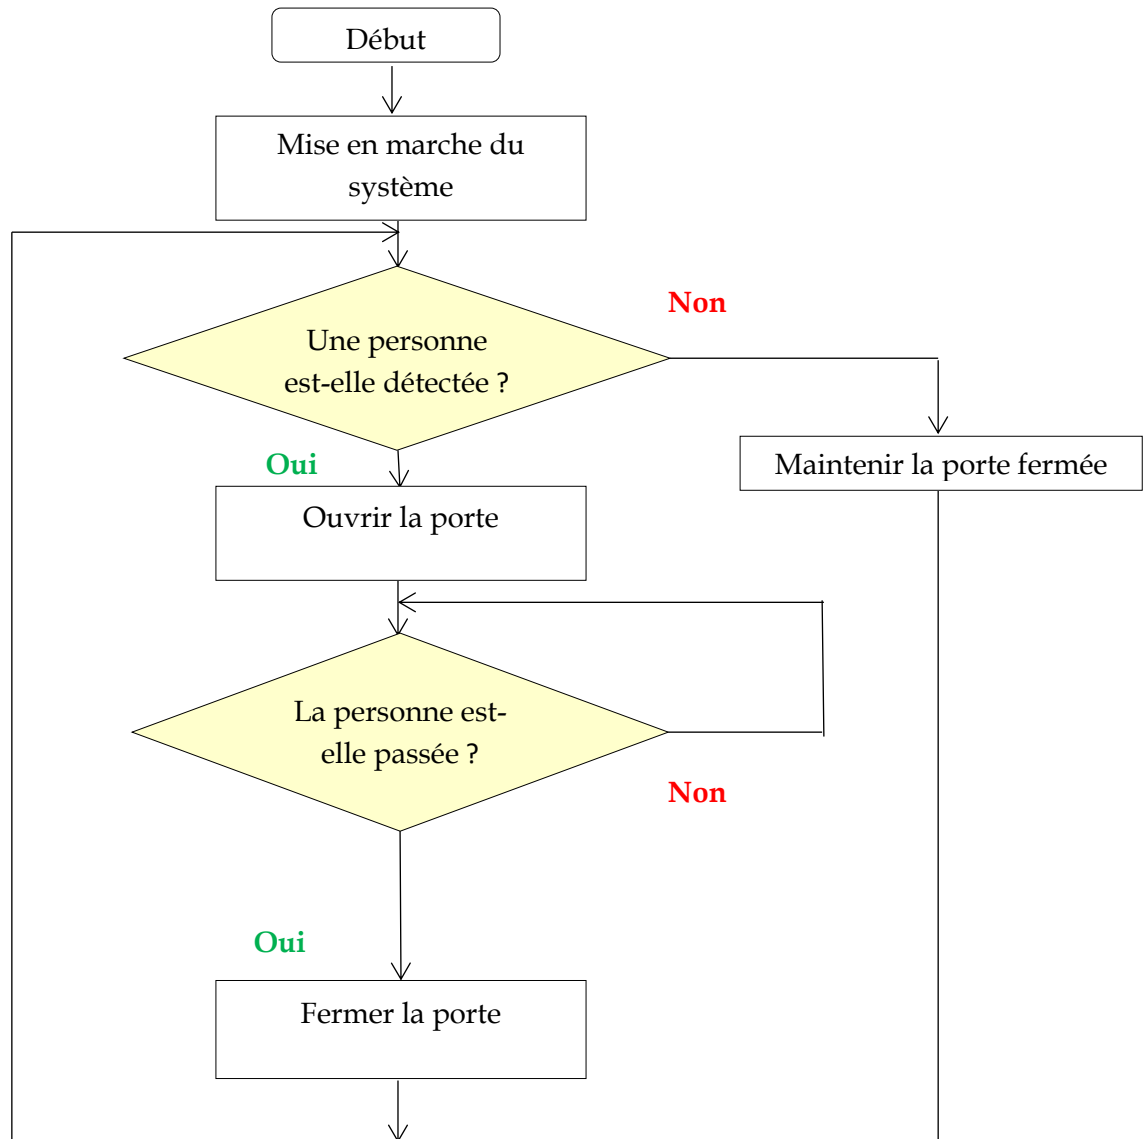 Début
Mise en marche du
système
Non
Une personne
est-elle détectée ?
Oui
Maintenir la porte fermée
Ouvrir la porte
La personne est-
elle passée ?
Non
Oui
Fermer la porte